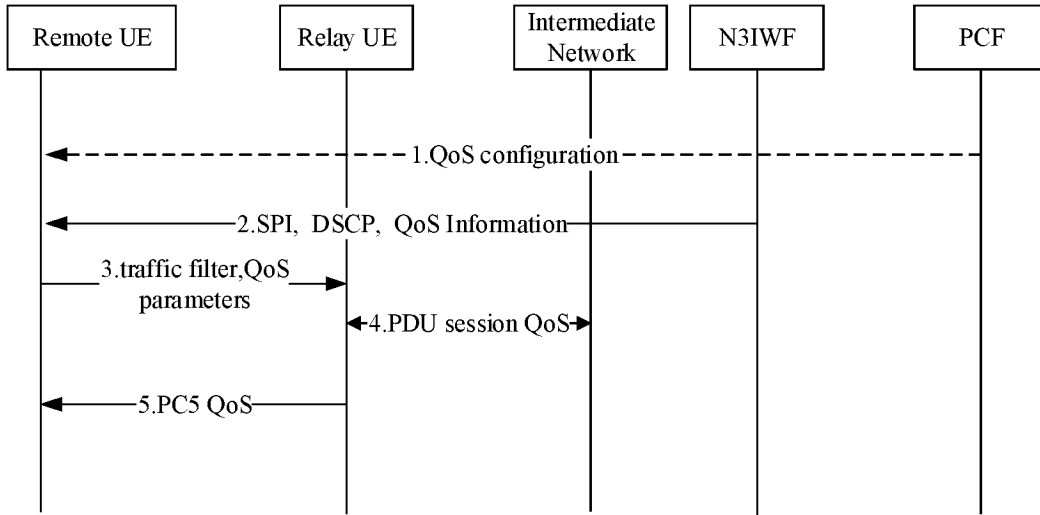 Remote UE
Relay UE
Intermediate
Network
N3IWF
PCF
1.QoS configuration
2.SPI, DSCP, QoS Information
3.traffic filter,QoS
parameters
4.PDU session QoS
5.PC5 QoS